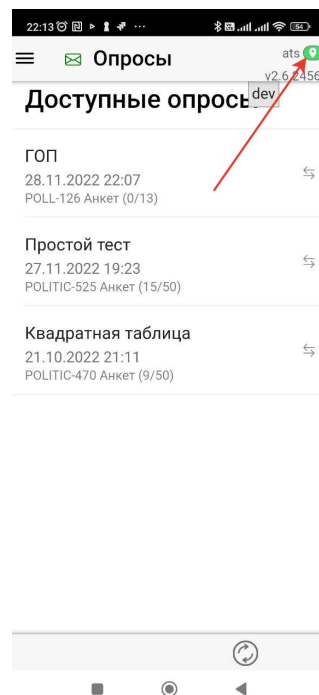 22:13
54
Опросы
ats
v2.6.2456
dev
Доступные опросы
ГОП
28.11.2022 22:07
POLL-126 Анкет (0/13)
Простой тест
27.11.2022 19:23
POLITIC-525 Анкет (15/50)
Квадратная таблица
21.10.2022 21:11
POLITIC-470 Анкет (9/50)